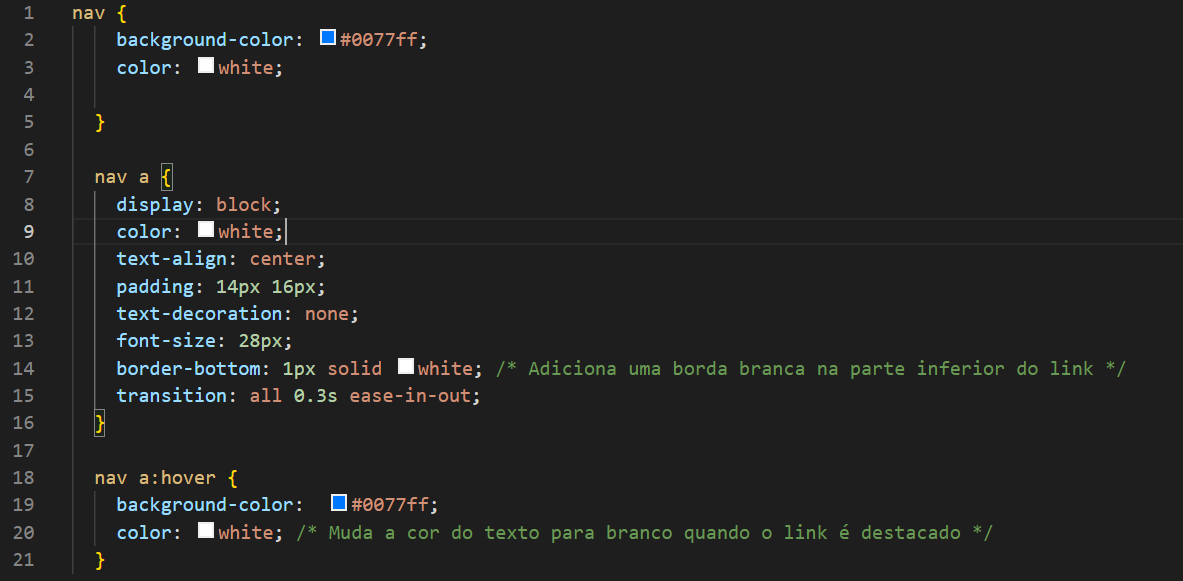 1 nav {
2 background-color: #0077ff;
3 color: white;
4
5 }
6
7 nav a {
8 display: block;
9 color: white;
10 text-align: center;
11 padding: 14px 16px;
12 text-decoration: none;
13 font-size: 28px;
14 border-bottom: 1px solid white; /* Adiciona uma borda branca na parte inferior do link */
15 transition: all 0.3s ease-in-out;
16 }
17
18 nav a:hover {
19 background-color: #0077ff;
20 color: white; /* Muda a cor do texto para branco quando o link é destacado */
21 }